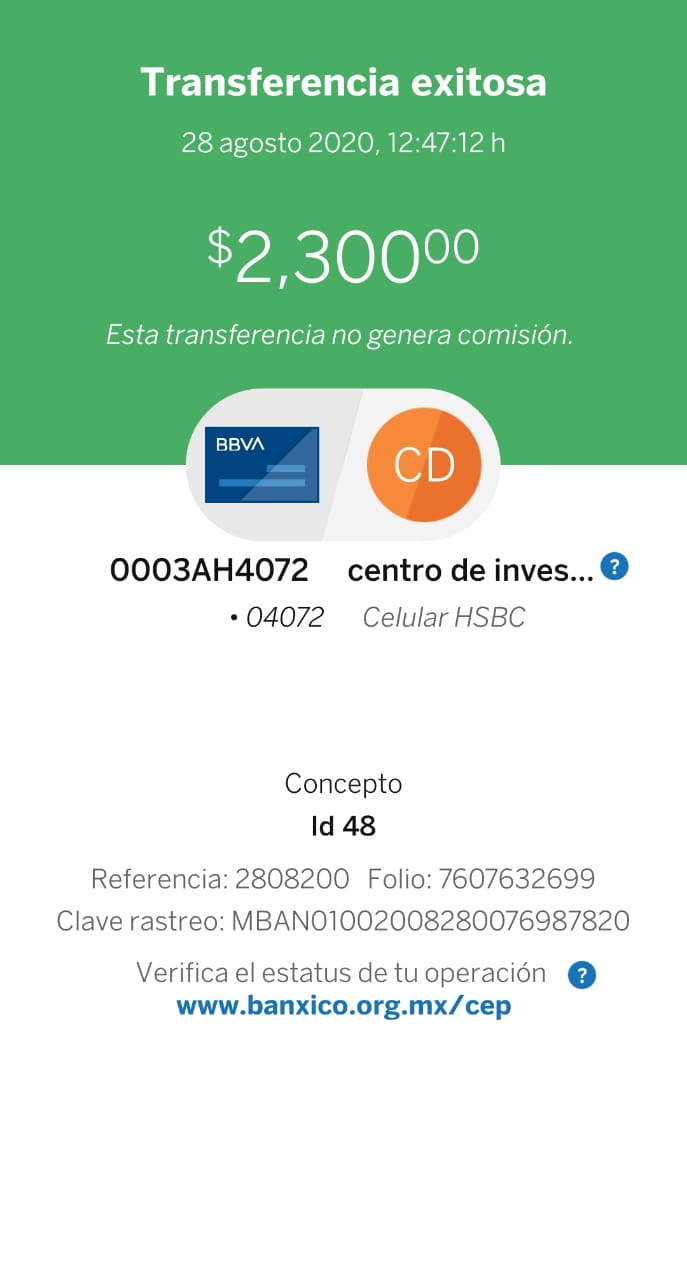 Transferencia exitosa
28 agosto 2020, 12:47:12 h
$2,30000
Esta transferencia no genera comisión.
BBVA
CD
0003AH4072 centro de inves... ?
• 04072 Celular HSBC
Concepto
Id 48
Referencia: 2808200 Folio: 7607632699
Clave rastreo: MBAN01002008280076987820
Verifica el estatus de tu operación ?
www.banxico.org.mx/cep